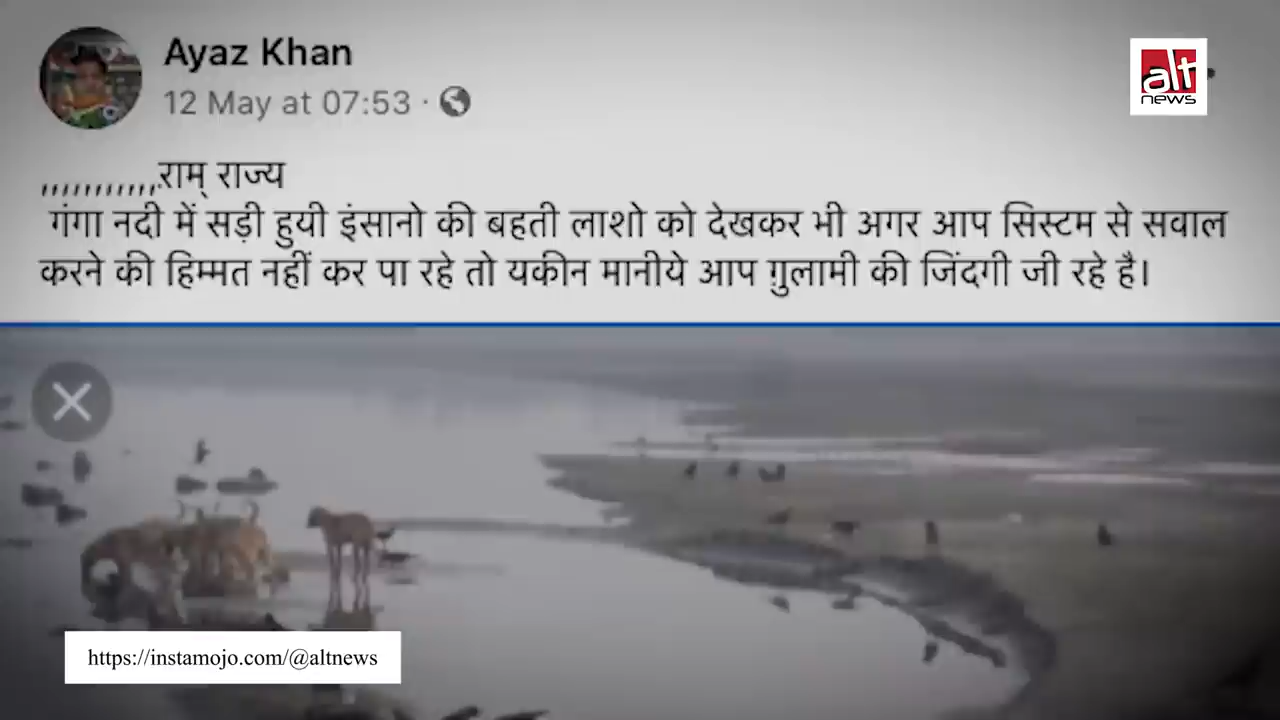 Ayaz Khan
12 May at 07:53 ·
alt
news
,,,,,,,,,,,राम् राज्य
गंगा नदी में सड़ी हुयी इंसानो की बहती लाशो को देखकर भी अगर आप सिस्टम से सवाल
करने की हिम्मत नहीं कर पा रहे तो यकीन मानीये आप ग़ुलामी की जिंदगी जी रहे है।
https://instamojo.com/@altnews